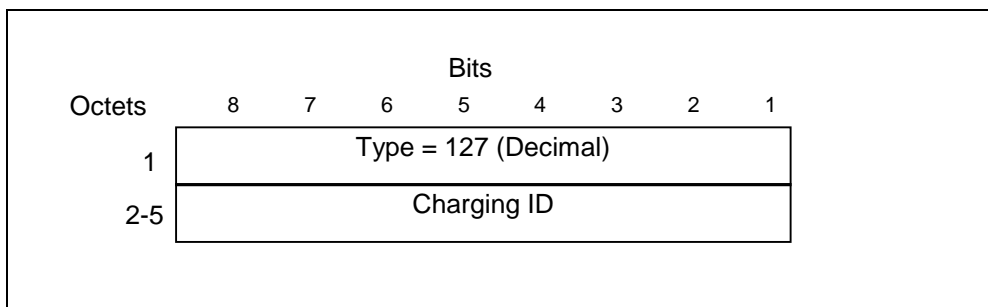 Bits
Octets 8 7 6 5 4 3 2 1
1 Type = 127 (Decimal)
2-5 Charging ID